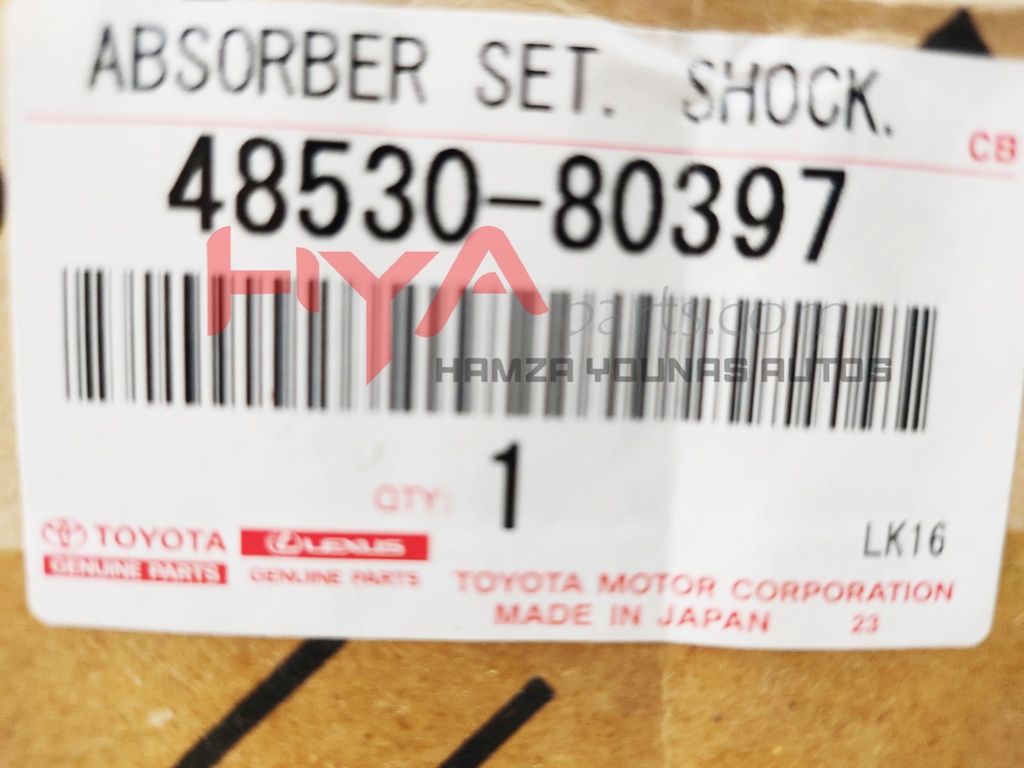 ABSORBER SET. SHOCK.
CB
48530-80397
HYA parts.com
HAMZA YOUNAS AUTOS
QTY: 1
LK16
TOYOTA LEXUS
GENUINE PARTS GENUINE PARTS
TOYOTA MOTOR CORPORATION
MADE IN JAPAN 23